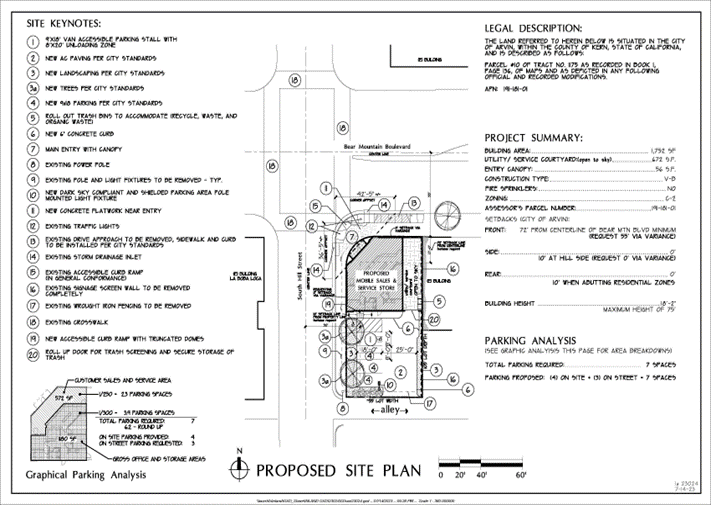 SITE KEYNOTES:
1 9'X18' VAN ACCESSIBLE PARKING STALL WITH
8'X20' UNLOADING ZONE
2 NEW AC PAVING PER CITY STANDARDS
3 NEW LANDSCAPING PER CITY STANDARDS
3a NEW TREES PER CITY STANDARDS
4 NEW 9x18 PARKING PER CITY STANDARDS
5 ROLL OUT TRASH BINS TO ACCOMMODATE (RECYCLE, WASTE, AND
ORGANIC WASTE)
6 NEW 6" CONCRETE CURB
7 MAIN ENTRY WITH CANOPY
8 EXISTING POWER POLE
9 EXISTING POLE AND LIGHT FIXTURES TO BE REMOVED - TYP.
10 NEW DARK SKY COMPLIANT AND SHIELDED PARKING AREA POLE
MOUNTED LIGHT FIXTURE
11 NEW CONCRETE FLATWORK NEAR ENTRY
12 EXISTING TRAFFIC LIGHTS
13 EXISTING DRIVE APPROACH TO BE REMOVED, SIDEWALK AND CURB
TO BE INSTALLED PER CITY STANDARDS
14 EXISTING STORM DRAINAGE INLET
15 EXISTING ACCESSIBLE CURB RAMP
(IN GENERAL CONFORMANCE)
16 EXISTING SIGNAGE SCREEN WALL TO BE REMOVED
COMPLETELY
17 EXISTING WROUGHT IRON FENCING TO BE REMOVED
18 EXISTING CROSSWALK
19 NEW ACCESSIBLE CURB RAMP WITH TRUNCATED DOMES
20 ROLL UP DOOR FOR TRASH SCREENING AND SECURE STORAGE OF
TRASH
CUSTOMER SALES AND SERVICE AREA
572 SF
1/250 = 2.3 PARKING SPACES
1/300 = 3.9 PARKING SPACES
TOTAL PARKING REQUIRED: 7
6.2 - ROUND UP
ON SITE PARKING PROVIDED: 4
ON STREET PARKING REQUESTED: 3
1180 SF
GROSS OFFICE AND STORAGE AREAS
Graphical Parking Analysis
Bear Mountain Boulevard
CENTER LINE
South Hill Street
PROPOSED
MOBILE SALES &
SERVICE STORE
OPEN TO SKY
25'-0"
alley
N
PROPOSED SITE PLAN
0' 20' 40' 60'
LEGAL DESCRIPTION:
THE LAND REFERRED TO HEREIN BELOW IS SITUATED IN THE CITY
OF ARVIN, WITHIN THE COUNTY OF KERN, STATE OF CALIFORNIA,
AND IS DESCRIBED AS FOLLOWS:
PARCEL #10 OF TRACT NO. 1175 AS RECORDED IN BOOK 1,
PAGE 136, OF MAPS AND AS DEPICTED IN ANY FOLLOWING
OFFICIAL AND RECORDED MODIFICATIONS.
APN: 191-181-01
PROJECT SUMMARY:
BUILDING AREA: 1,752 SF
UTILITY/ SERVICE COURTYARD(open to sky) 672 S.F.
ENTRY CANOPY: 56 S.F.
CONSTRUCTION TYPE: V-B
FIRE SPRINKLERS: NO
ZONING: C-2
ASSESSOR'S PARCEL NUMBER: 191-181-01
SETBACKS (CITY OF ARVIN):
FRONT: 72' FROM CENTERLINE OF BEAR MTN BLVD MINIMUM
(REQUEST 55' VIA VARIANCE)
SIDE: 0'
10' AT HILL SIDE (REQUEST 0' VIA VARIANCE)
REAR: 0'
10' WHEN ABUTTING RESIDENTIAL ZONES
BUILDING HEIGHT 18'-2"
MAXIMUM HEIGHT OF 75'
PARKING ANALYSIS
(SEE GRAPHIC ANALYSIS THIS PAGE FOR AREA BREAKDOWNS)
TOTAL PARKING REQUIRED: 7 SPACES
PARKING PROPOSED: (4) ON SITE + (3) ON STREET = 7 SPACES